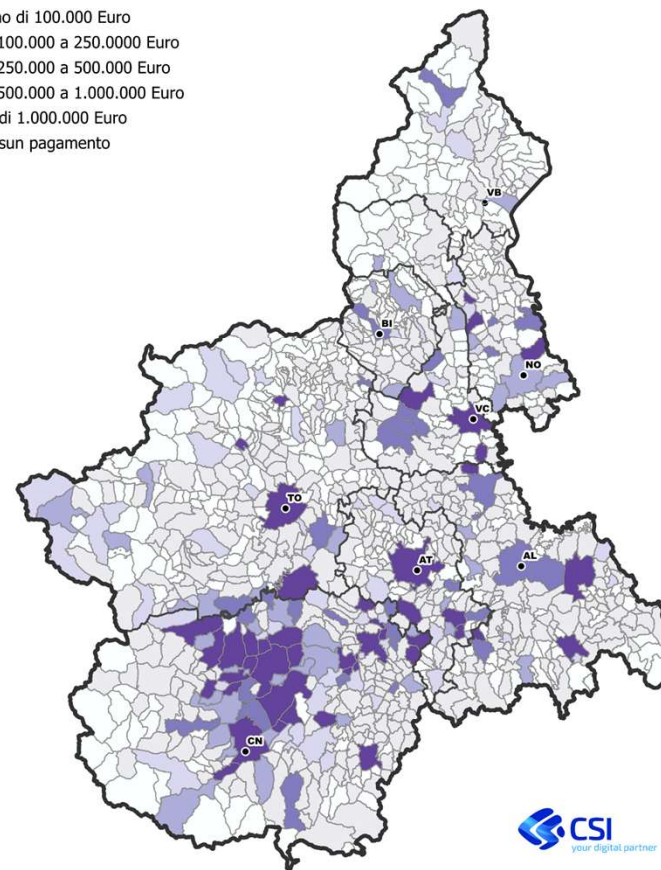 no di 100.000 Euro
100.000 a 250.0000 Euro
250.000 a 500.000 Euro
500.000 a 1.000.000 Euro
di 1.000.000 Euro
sun pagamento
VB
BI
NO
VC
TO
AT
AL
CN
CSI
your digital partner